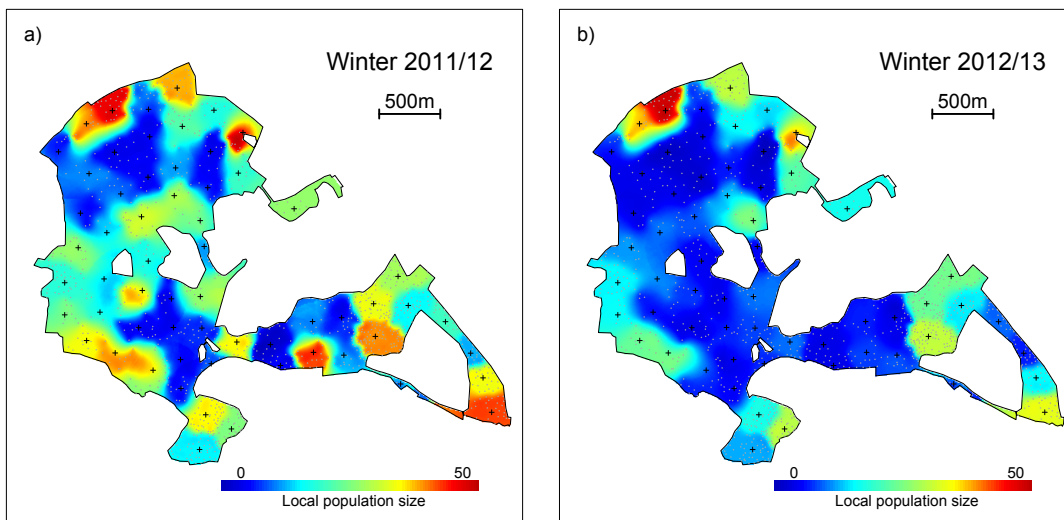 a)
Winter 2011/12
500m
0
50
Local population size
b)
Winter 2012/13
500m
0
50
Local population size